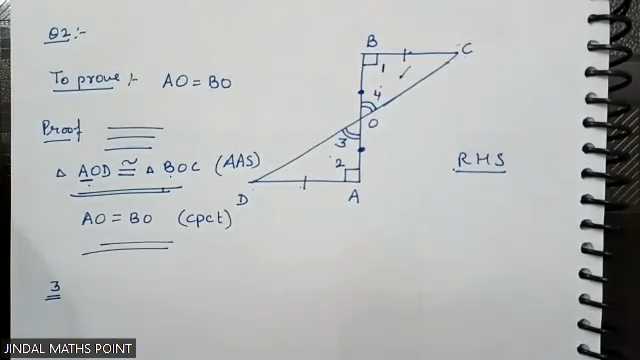 Q2:-
To prove :- AO = BO
Proof
△ AOD ≅ △ BOC (AAS)
AO = BO (cpct)
3
B
C
1
4
O
3
2
D
A
RHS
JINDAL MATHS POINT